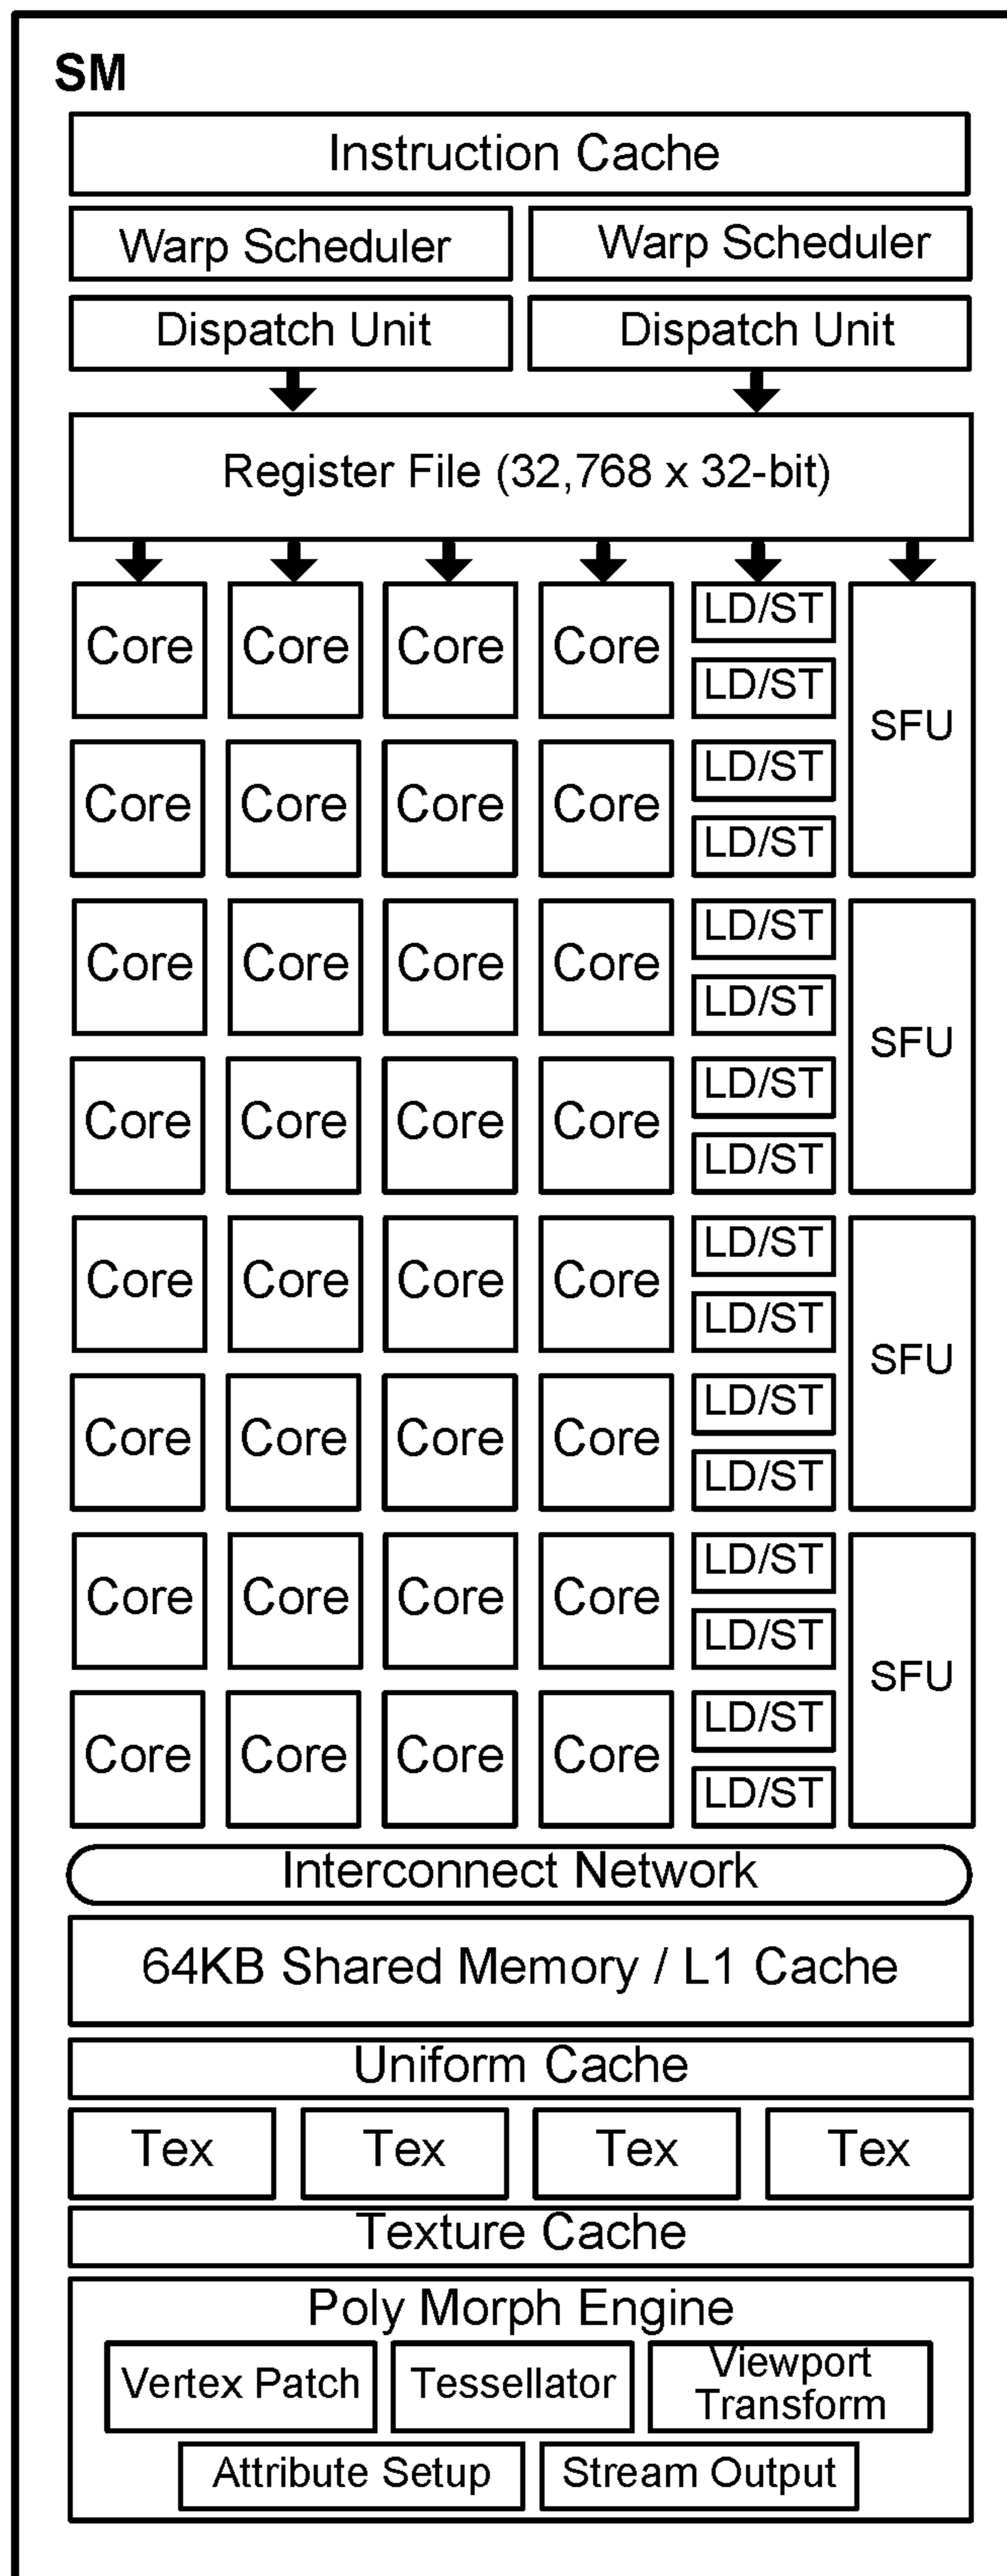 SM
Instruction Cache
Warp Scheduler Warp Scheduler
Dispatch Unit Dispatch Unit
Register File (32,768 x 32-bit)
Core Core Core Core LD/ST SFU
LD/ST
Core Core Core Core LD/ST
LD/ST
Core Core Core Core LD/ST SFU
LD/ST
Core Core Core Core LD/ST
LD/ST
Core Core Core Core LD/ST SFU
LD/ST
Core Core Core Core LD/ST
LD/ST
Core Core Core Core LD/ST SFU
LD/ST
Core Core Core Core LD/ST
LD/ST
Interconnect Network
64KB Shared Memory / L1 Cache
Uniform Cache
Tex Tex Tex Tex
Texture Cache
Poly Morph Engine
Vertex Patch Tessellator Viewport
Transform
Attribute Setup Stream Output